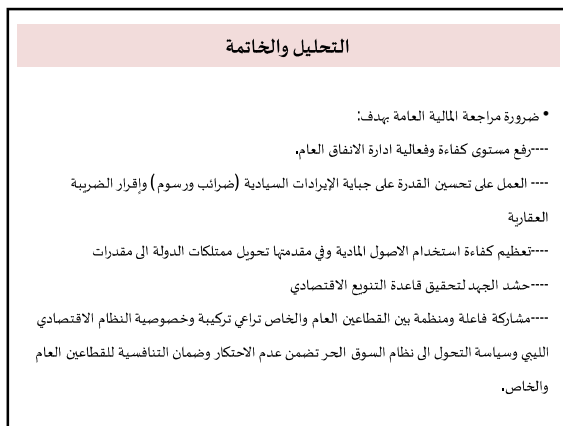 التحليل والخاتمة
• ضرورة مراجعة المالية العامة بهدف:
----رفع مستوى كفاءة وفعالية ادارة الانفاق العام.
---- العمل على تحسين القدرة على جباية الإيرادات السيادية (ضرائب ورسوم) وإقرار الضريبة
العقارية
----تعظيم كفاءة استخدام الاصول المادية وفي مقدمتها تحويل ممتلكات الدولة الى مقدرات
----حشد الجهد لتحقيق قاعدة التنويع الاقتصادي
----مشاركة فاعلة ومنظمة بين القطاعين العام والخاص تراعي تركيبة وخصوصية النظام الاقتصادي
الليبي وسياسة التحول الى نظام السوق الحر تضمن عدم الاحتكار وضمان التنافسية للقطاعين العام
والخاص.